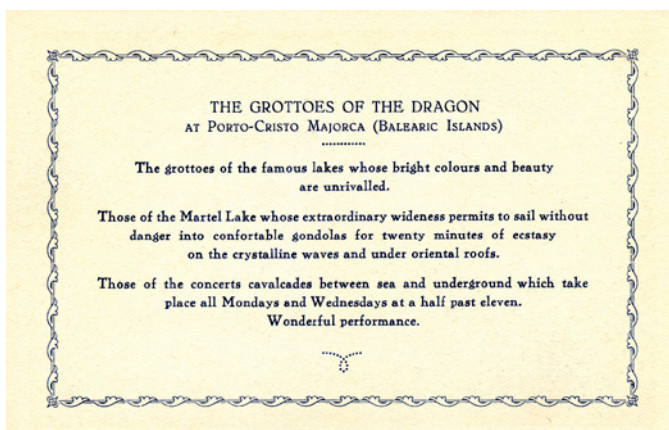 THE GROTTOES OF THE DRAGON
AT PORTO-CRISTO MAJORCA (BALEARIC ISLANDS)
The grottoes of the famous lakes whose bright colours and beauty
are unrivalled.
Those of the Martel Lake whose extraordinary wideness permits to sail without
danger into confortable gondolas for twenty minutes of ecstasy
on the crystalline waves and under oriental roofs.
Those of the concerts cavalcades between sea and underground which take
place all Mondays and Wednesdays at a half past eleven.
Wonderful performance.